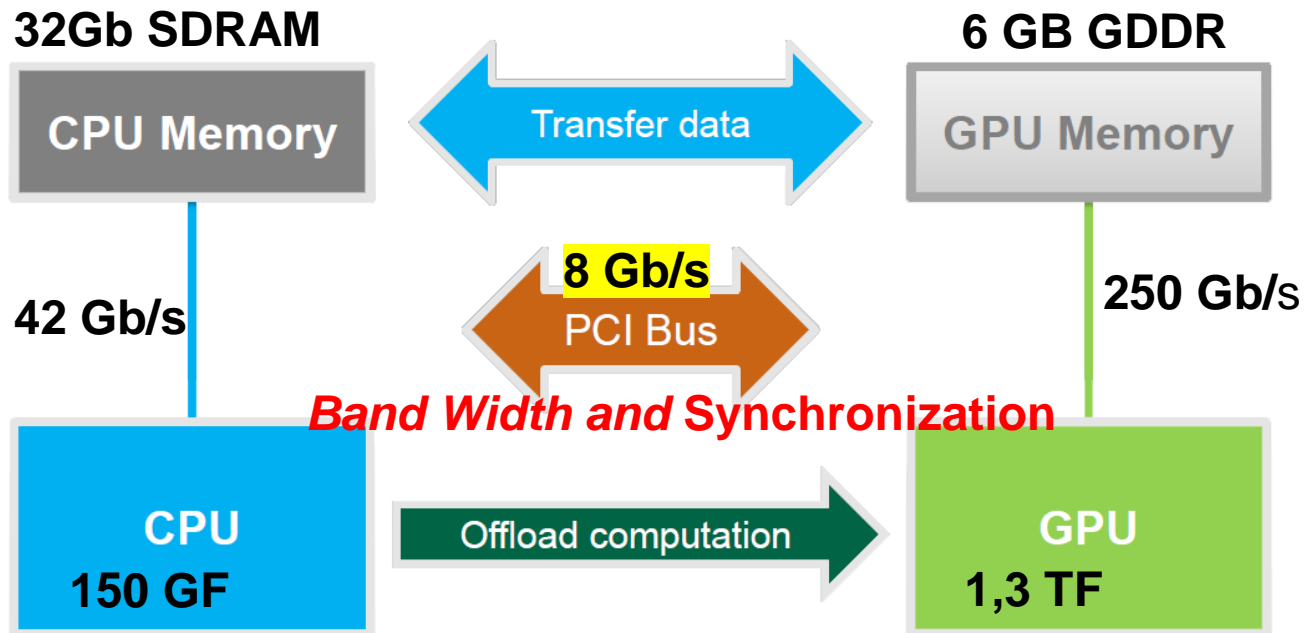 32Gb SDRAM
6 GB GDDR
CPU Memory
Transfer data
GPU Memory
42 Gb/s
8 Gb/s
PCI Bus
250 Gb/s
Band Width and Synchronization
CPU
150 GF
Offload computation
GPU
1,3 TF